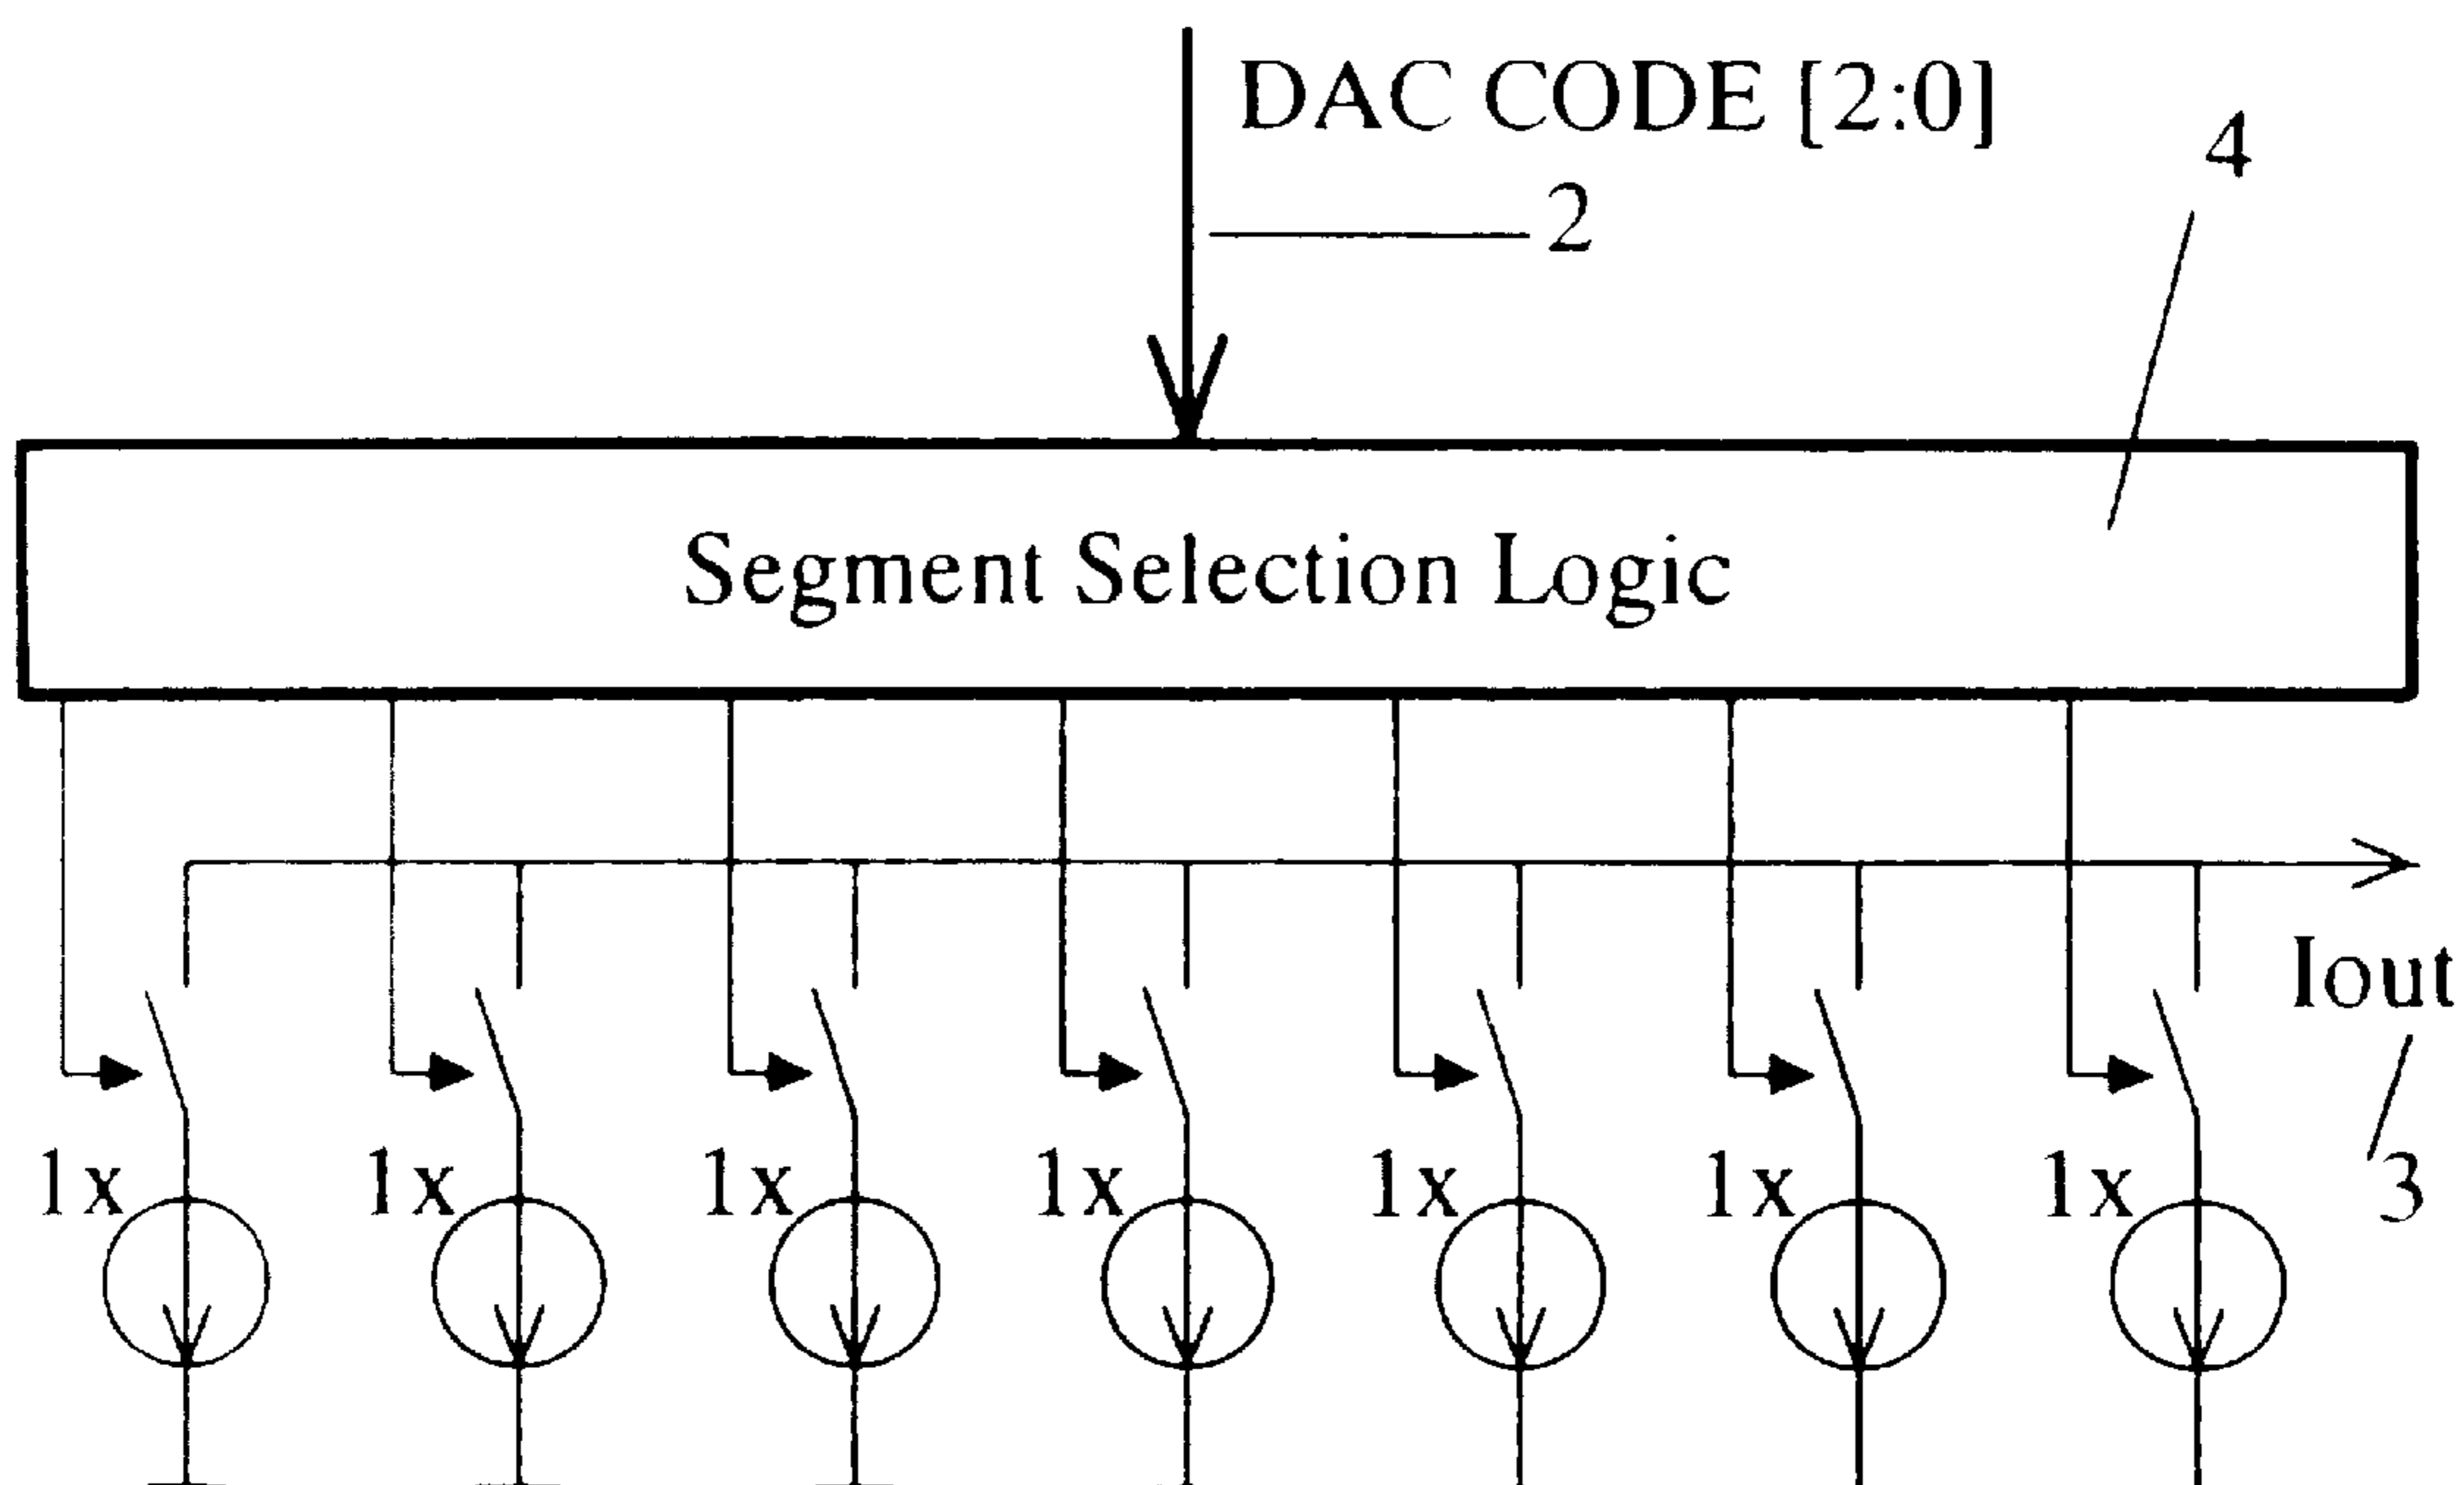 DAC CODE [2:0]
4
2
Segment Selection Logic
Iout
1x 1x 1x 1x 1x 1x 1x
3